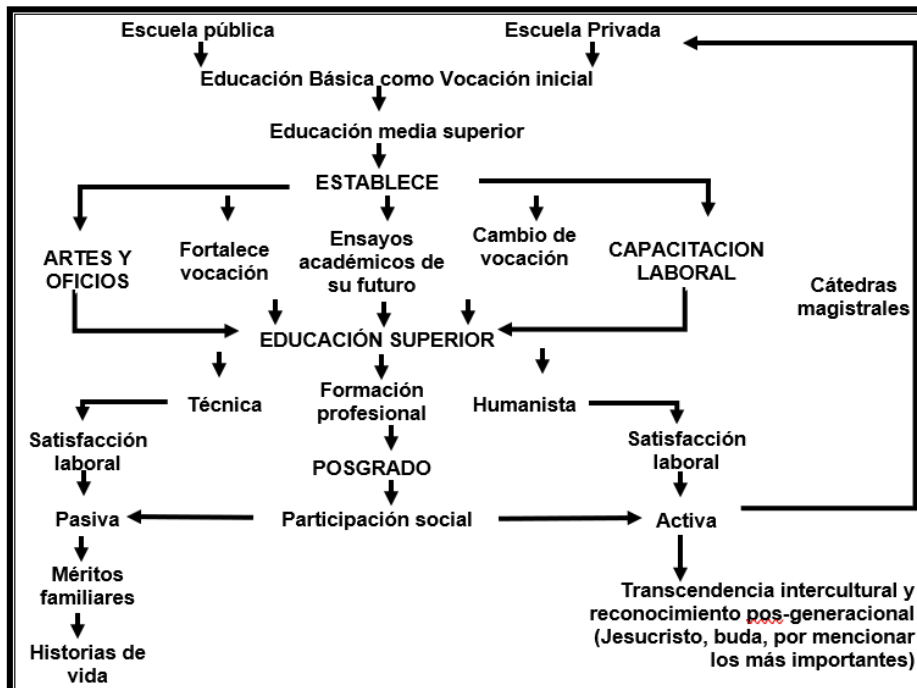 Escuela pública
Escuela Privada
Educación Básica como Vocación inicial
Educación media superior
ESTABLECE
ARTES Y
OFICIOS
Fortalece
vocación
Ensayos
académicos de
su futuro
Cambio de
vocación
CAPACITACION
LABORAL
Cátedras
magistrales
EDUCACIÓN SUPERIOR
Técnica
Formación
profesional
Humanista
Satisfacción
laboral
POSGRADO
Satisfacción
laboral
Pasiva
Participación social
Activa
Méritos
familiares
Historias de
vida
Transcendencia intercultural y
reconocimiento pos-generacional
(Jesucristo, buda, por mencionar
los más importantes)